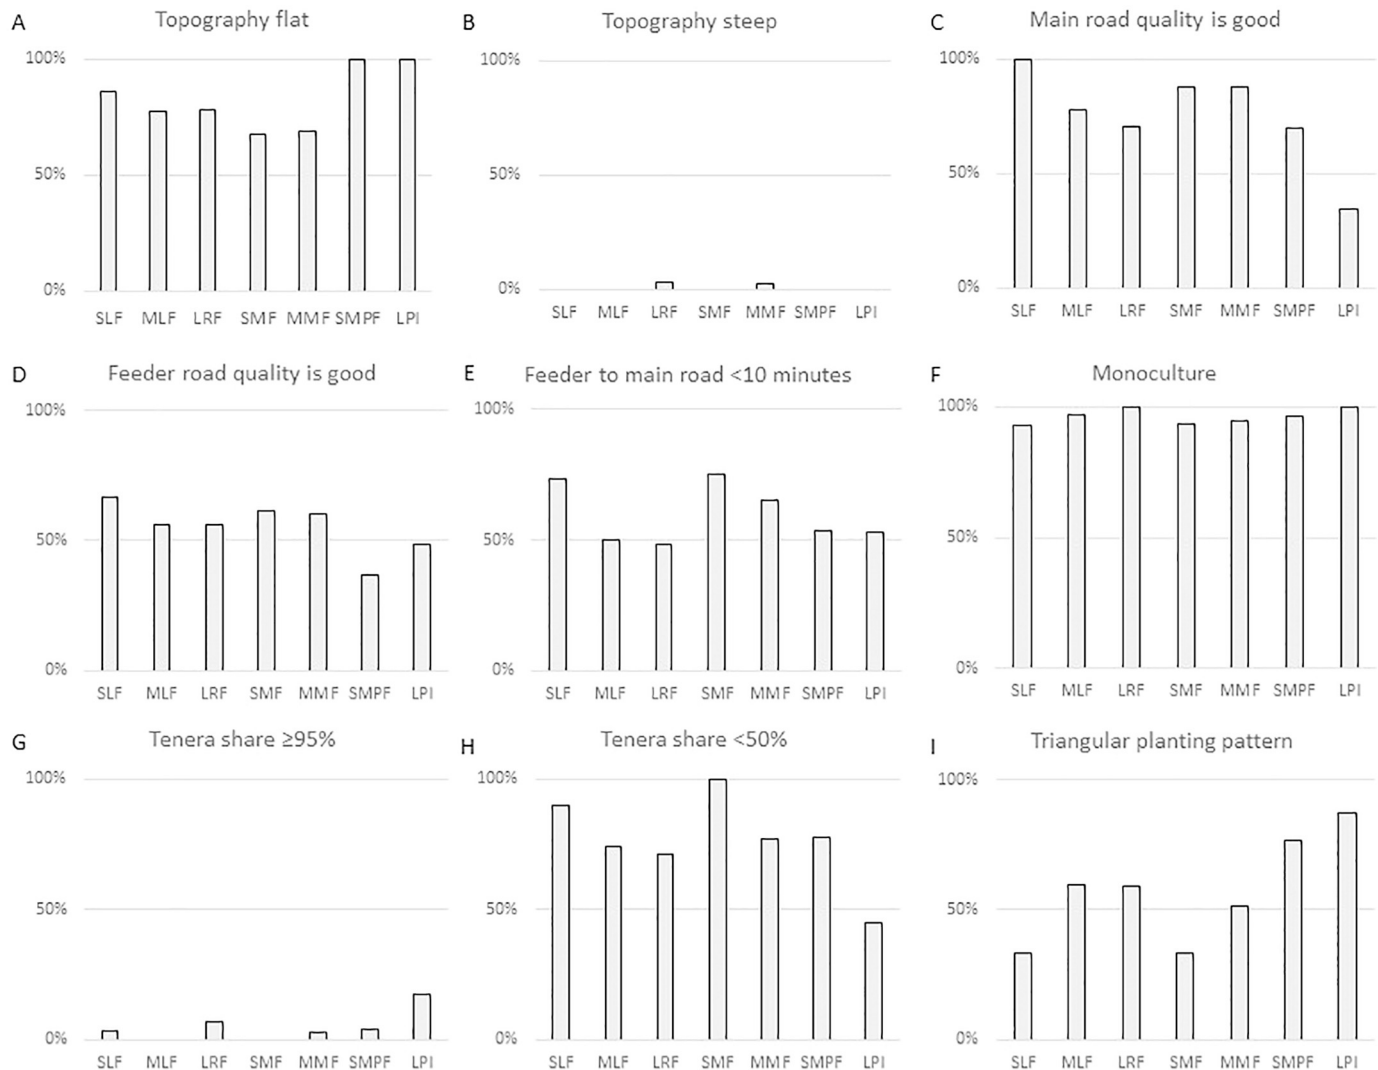 A Topography flat
100%
50%
0%
SLF MLF LRF SMF MMF SMPF LPI
B Topography steep
100%
50%
0%
SLF MLF LRF SMF MMF SMPF LPI
C Main road quality is good
100%
50%
0%
SLF MLF LRF SMF MMF SMPF LPI
D Feeder road quality is good
100%
50%
0%
SLF MLF LRF SMF MMF SMPF LPI
E Feeder to main road <10 minutes
100%
50%
0%
SLF MLF LRF SMF MMF SMPF LPI
F Monoculture
100%
50%
0%
SLF MLF LRF SMF MMF SMPF LPI
G Tenera share ≥95%
100%
50%
0%
SLF MLF LRF SMF MMF SMPF LPI
H Tenera share <50%
100%
50%
0%
SLF MLF LRF SMF MMF SMPF LPI
I Triangular planting pattern
100%
50%
0%
SLF MLF LRF SMF MMF SMPF LPI